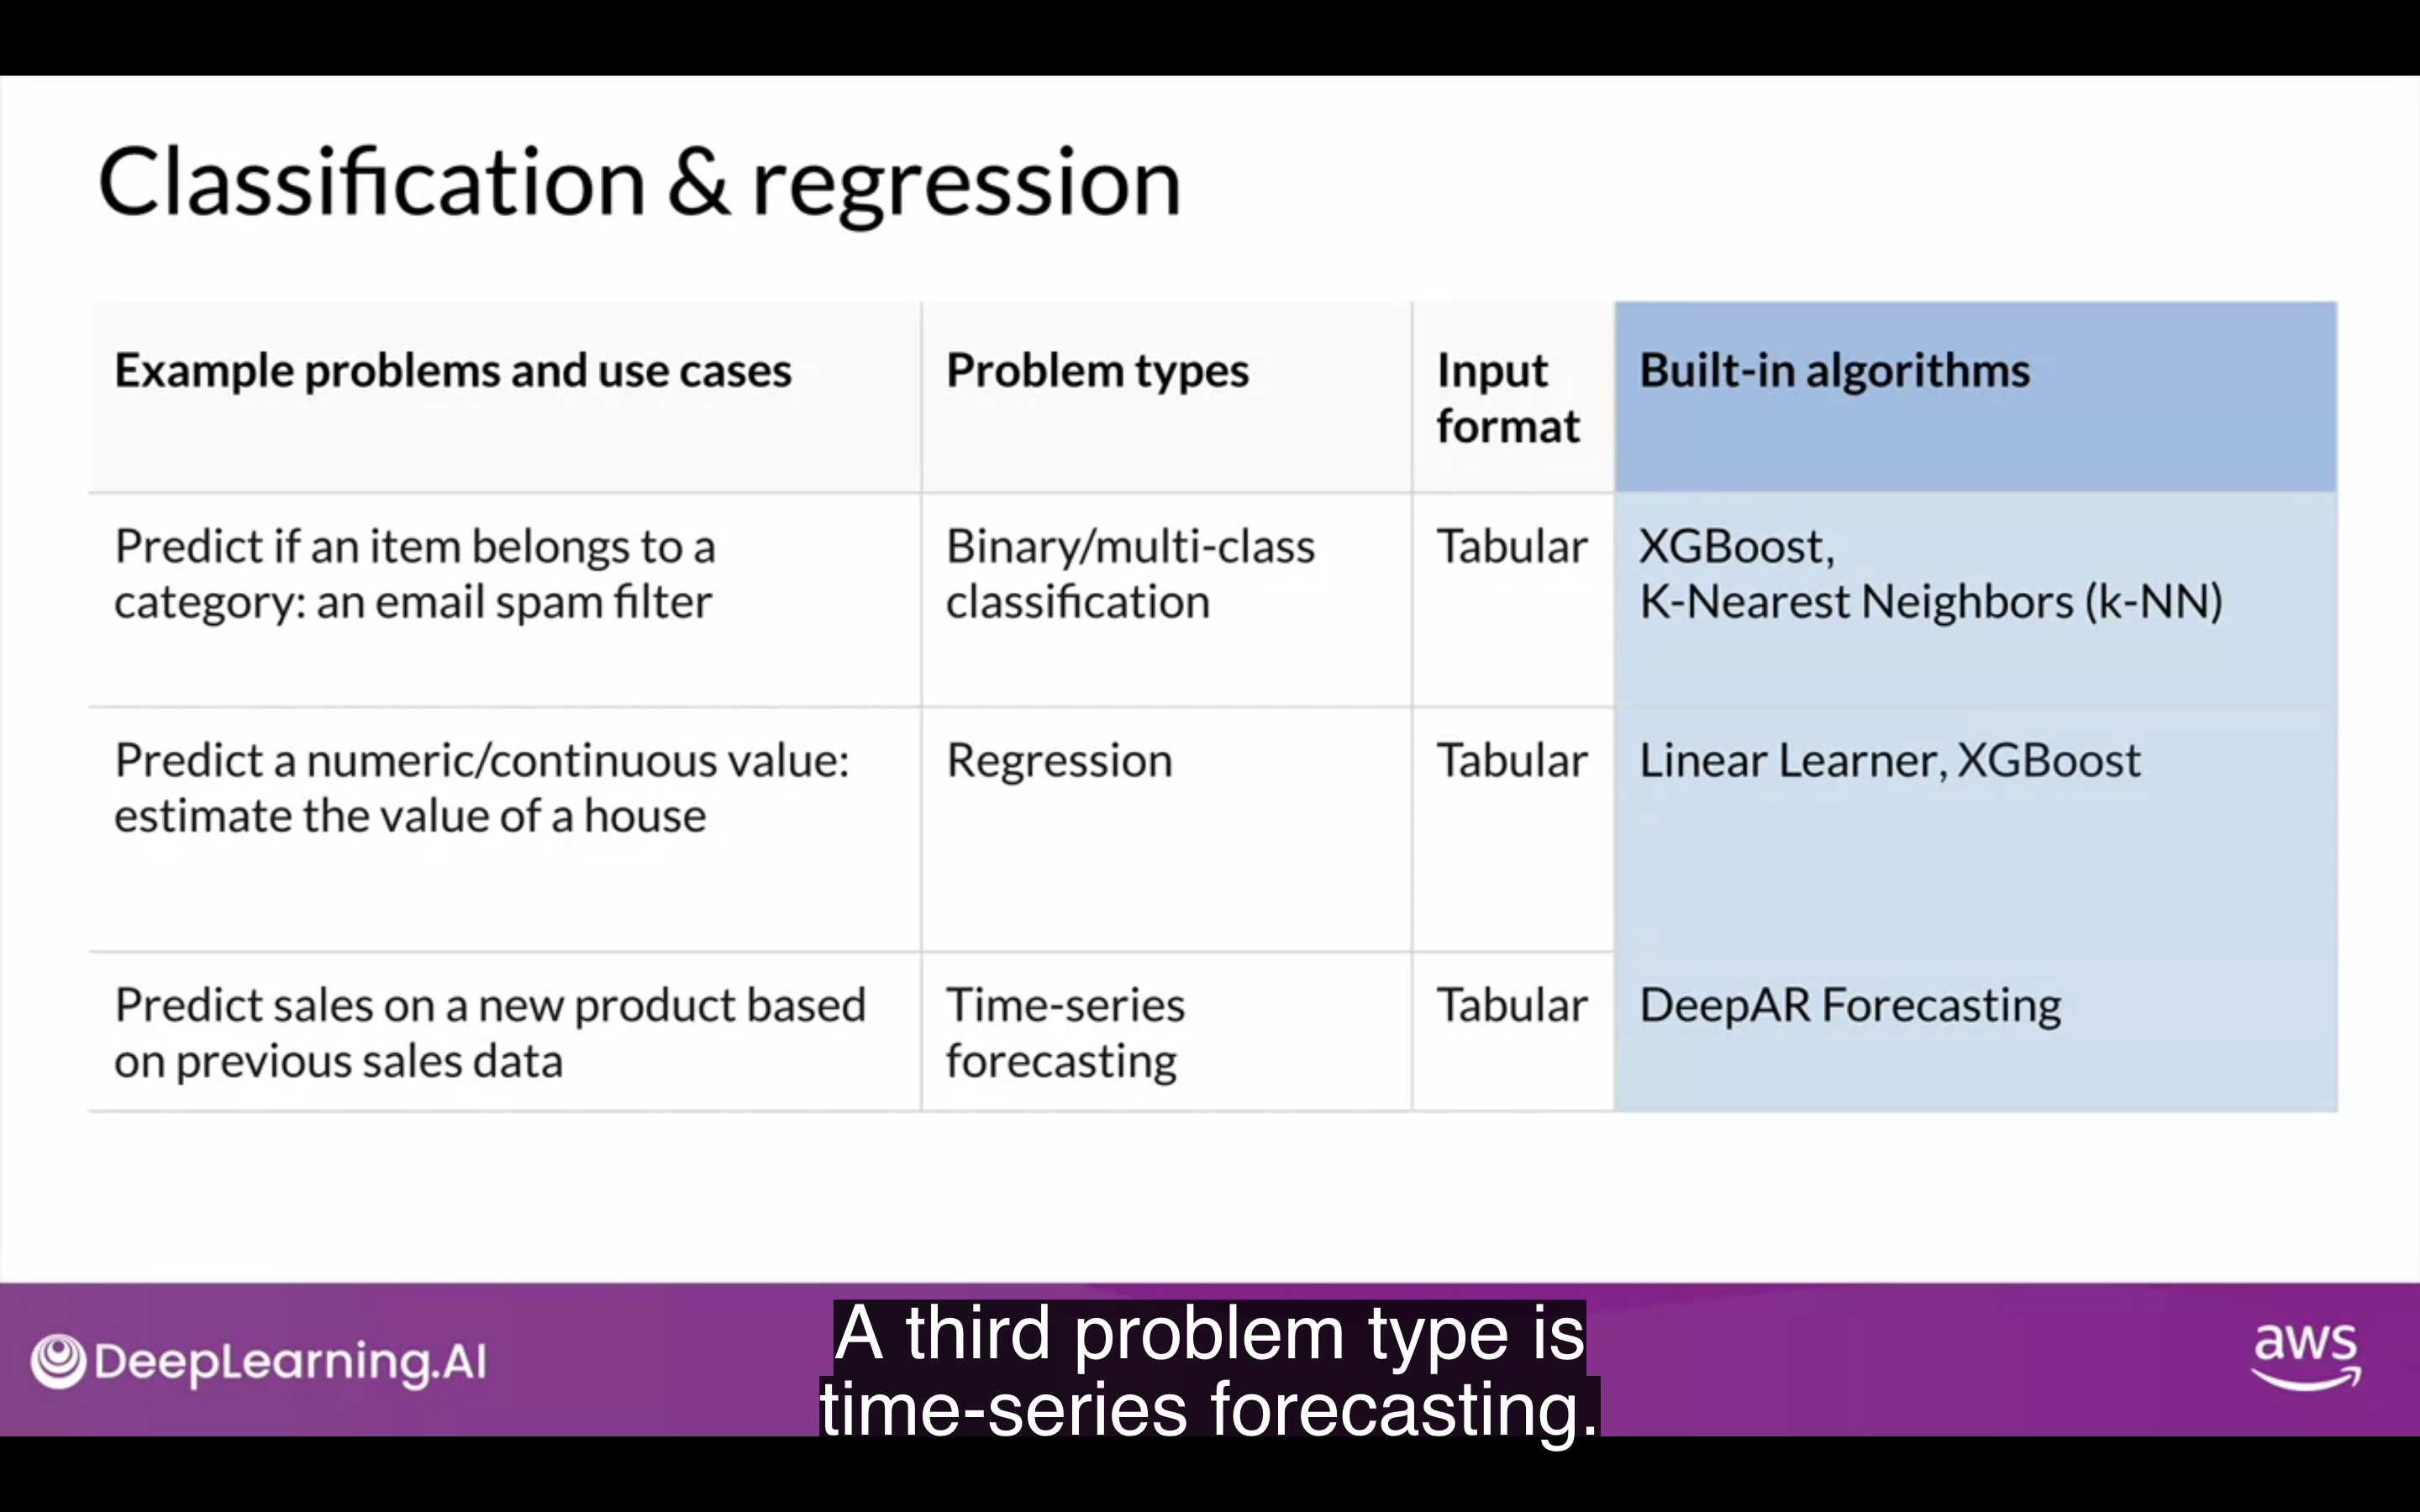 Classification & regression
Example problems and use cases
Problem types
Input
format
Built-in algorithms
Predict if an item belongs to a
category: an email spam filter
Binary/multi-class
classification
Tabular
XGBoost,
K-Nearest Neighbors (k-NN)
Predict a numeric/continuous value:
estimate the value of a house
Regression
Tabular
Linear Learner, XGBoost
Predict sales on a new product based
on previous sales data
Time-series
forecasting
Tabular
DeepAR Forecasting
DeepLearning.AI
A third problem type is
time-series forecasting.
aws